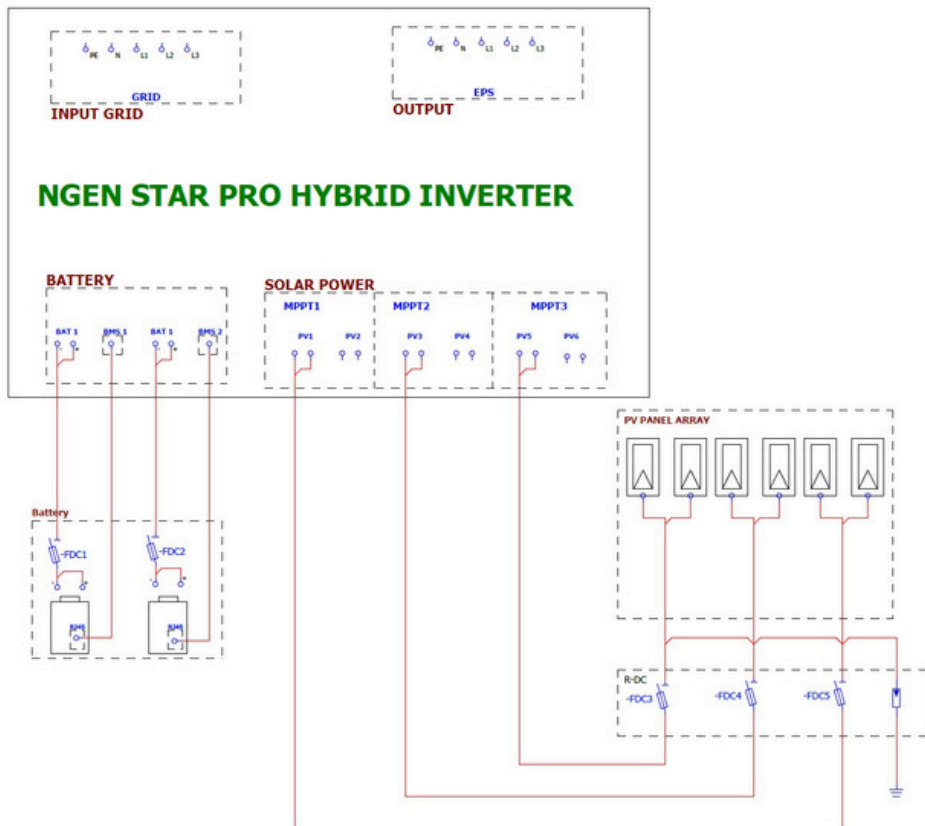 PE N L1 L2 L3
GRID
INPUT GRID
PE N L1 L2 L3
EPS
OUTPUT
NGEN STAR PRO HYBRID INVERTER
BATTERY
BAT 1 BMS 1 BAT 1 BMS 2
SOLAR POWER
MPPT1 MPPT2 MPPT3
PV1 PV2 PV3 PV4 PV5 PV6
PV PANEL ARRAY
Battery
-FDC1
-FDC2
RJ45
RJ45
R-DC
-FDC3
-FDC4
-FDC5